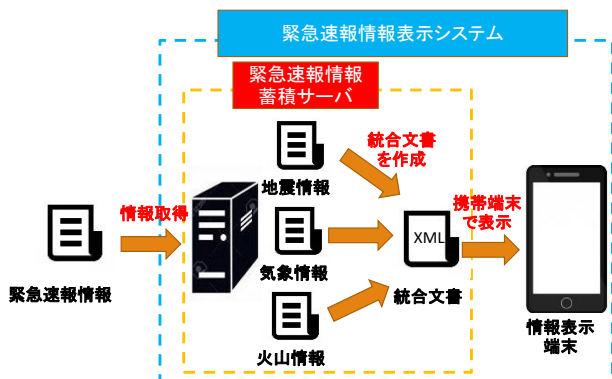 緊急速報情報表示システム
緊急速報情報
蓄積サーバ
統合文書
を作成
地震情報
情報取得
携帯端末
で表示
XML
緊急速報情報
気象情報
統合文書
情報表示
端末
火山情報